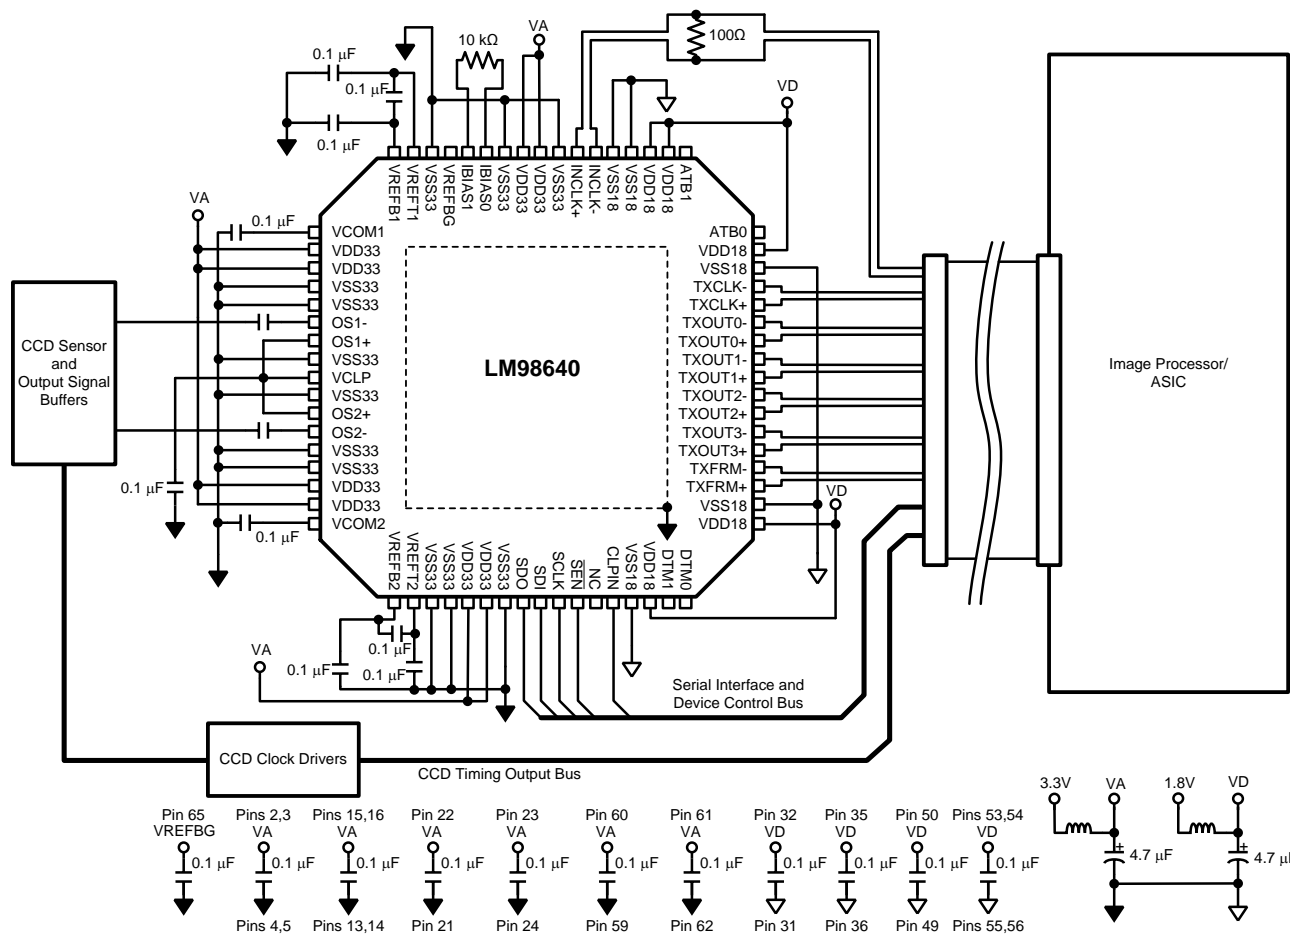 10 kΩ
VA
100Ω
0.1 µF
0.1 µF
0.1 µF
VD
VREFB1
VREFT1
VSS33
VREFBG
IBIAS1
IBIAS0
VSS33
VDD33
VDD33
VSS33
INCLK+
INCLK-
VSS18
VSS18
VDD18
VDD18
ATB1
VA
0.1 µF
VCOM1
VDD33
VDD33
VSS33
VSS33
OS1-
OS1+
VSS33
VCLP
VSS33
OS2+
OS2-
VSS33
VSS33
VDD33
VDD33
VCOM2
0.1 µF
0.1 µF
CCD Sensor
and
Output Signal
Buffers
LM98640
ATB0
VDD18
VSS18
TXCLK-
TXCLK+
TXOUT0-
TXOUT0+
TXOUT1-
TXOUT1+
TXOUT2-
TXOUT2+
TXOUT3-
TXOUT3+
TXFRM-
TXFRM+
VSS18
VDD18
VD
Image Processor/
ASIC
VREFB2
VREFT2
VSS33
VSS33
VDD33
VDD33
VSS33
SDO
SDI
SCLK
SEN
NC
CLPIN
VSS18
VDD18
DTM1
DTM0
VA
0.1 µF
0.1 µF
0.1 µF
Serial Interface and
Device Control Bus
CCD Clock Drivers
CCD Timing Output Bus
3.3V
VA
1.8V
VD
4.7 µF
4.7 µF
Pin 65
VREFBG
0.1 µF
Pins 2,3
VA
0.1 µF
Pins 4,5
Pins 15,16
VA
0.1 µF
Pins 13,14
Pin 22
VA
0.1 µF
Pin 21
Pin 23
VA
0.1 µF
Pin 24
Pin 60
VA
0.1 µF
Pin 59
Pin 61
VA
0.1 µF
Pin 62
Pin 32
VD
0.1 µF
Pin 31
Pin 35
VD
0.1 µF
Pin 36
Pin 50
VD
0.1 µF
Pin 49
Pins 53,54
VD
0.1 µF
Pins 55,56